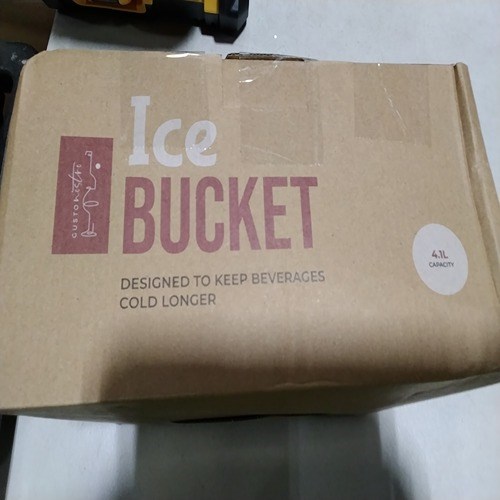 Ice
BUCKET
DESIGNED TO KEEP BEVERAGES
COLD LONGER
4.1L
CAPACITY